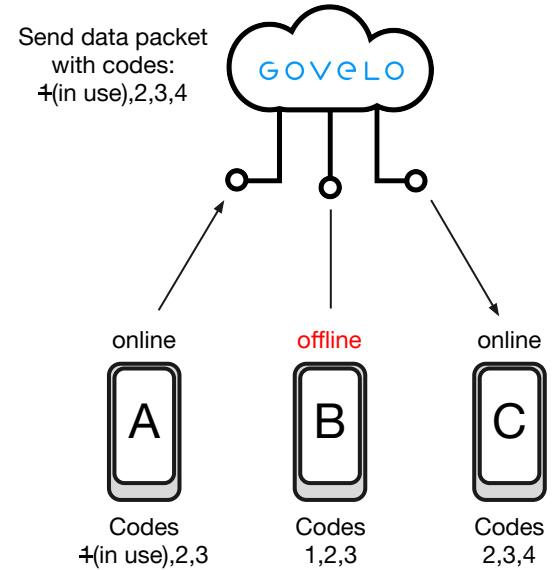 Send data packet
with codes:
1(in use),2,3,4
GOVELO
online
offline
online
A
B
C
Codes
1(in use),2,3
Codes
1,2,3
Codes
2,3,4